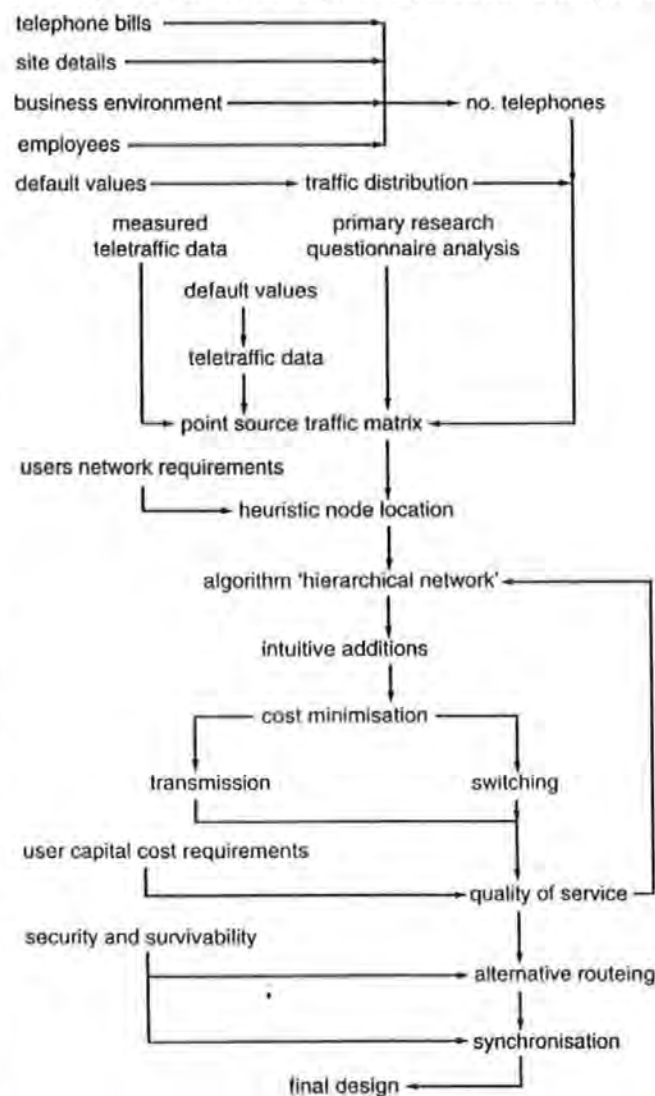 telephone bills
site details
business environment
no. telephones
employees
default values
traffic distribution
measured
teletraffic data
primary research
questionnaire analysis
default values
teletraffic data
point source traffic matrix
users network requirements
heuristic node location
algorithm 'hierarchical network'
intuitive additions
cost minimisation
transmission
switching
user capital cost requirements
quality of service
security and survivability
alternative routeing
synchronisation
final design